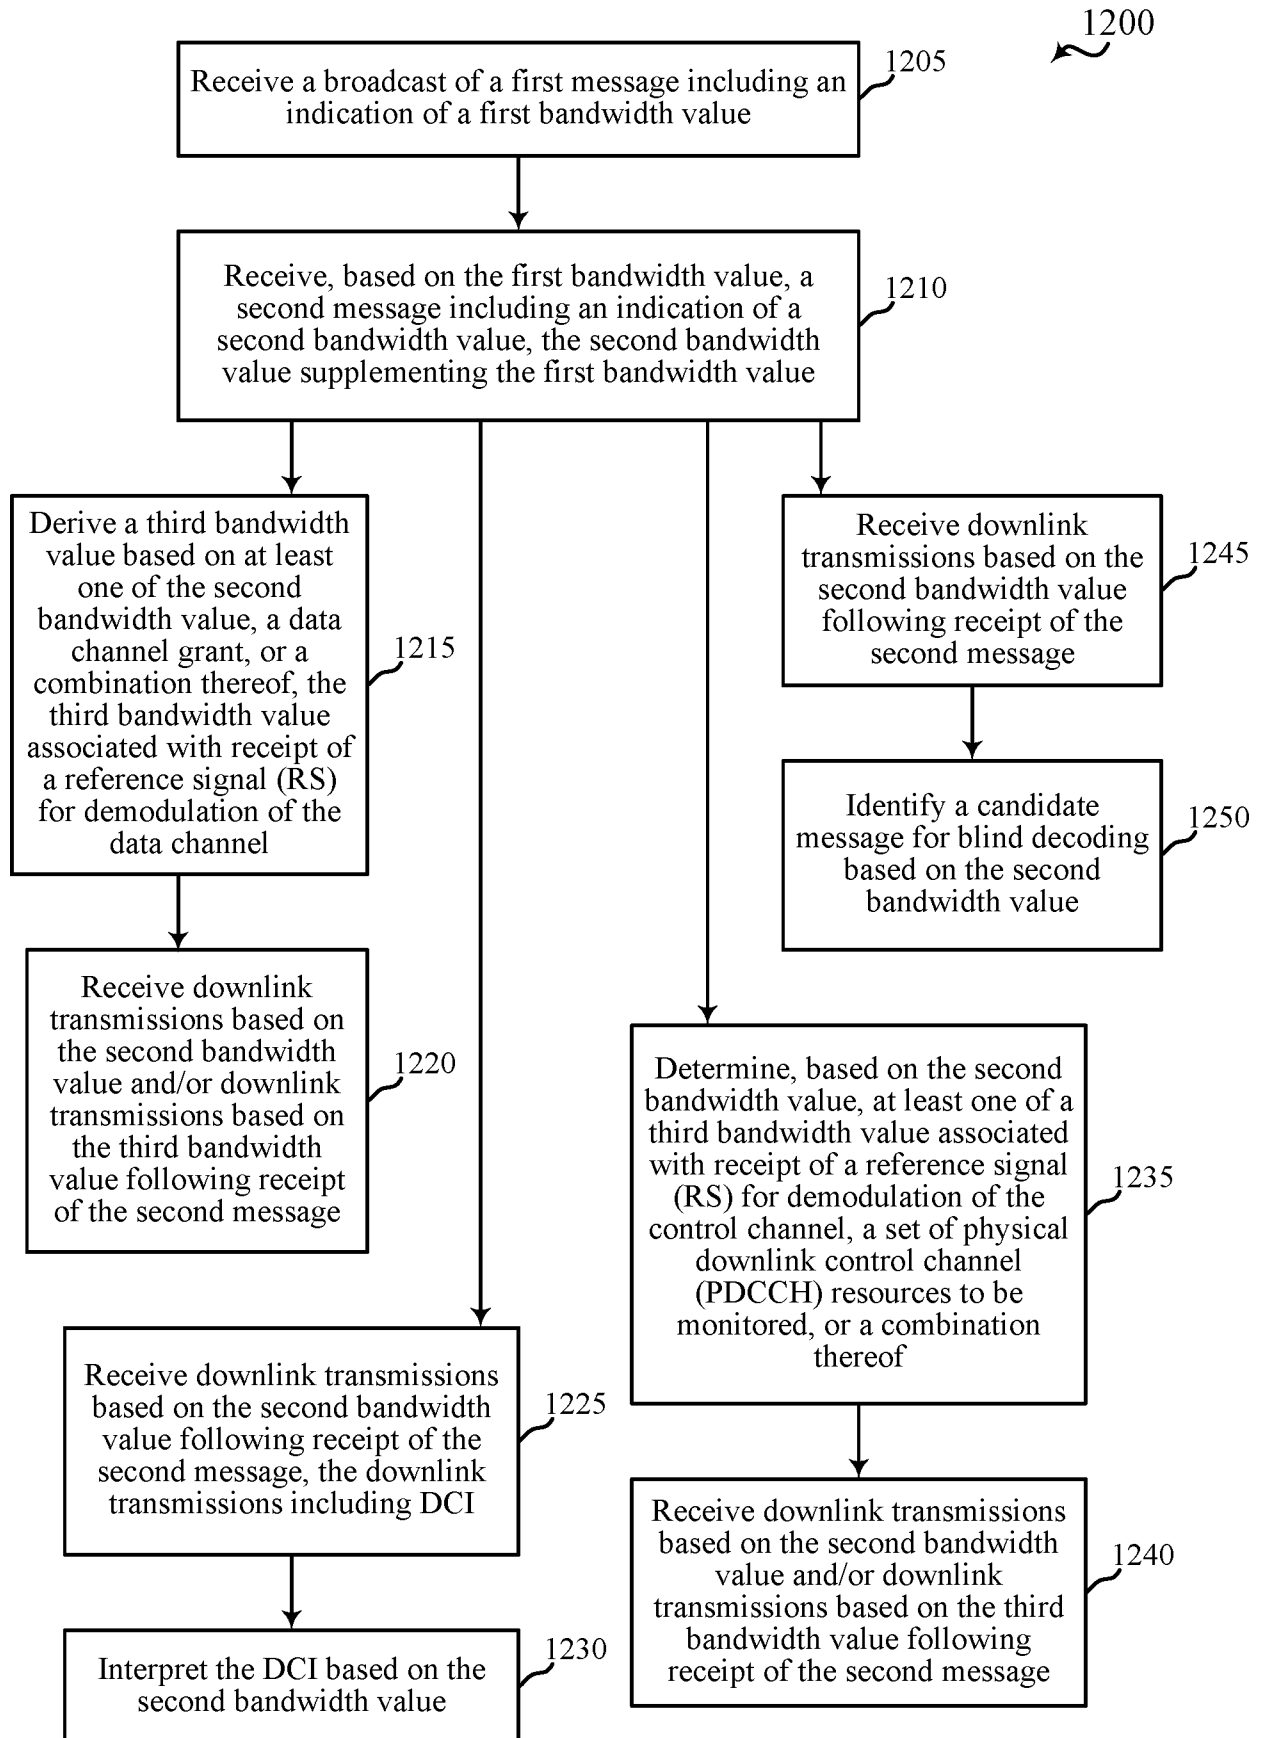 1200
1205
Receive a broadcast of a first message including an
indication of a first bandwidth value
1210
Receive, based on the first bandwidth value, a
second message including an indication of a
second bandwidth value, the second bandwidth
value supplementing the first bandwidth value
1215
Derive a third bandwidth
value based on at least
one of the second
bandwidth value, a data
channel grant, or a
combination thereof, the
third bandwidth value
associated with receipt of
a reference signal (RS)
for demodulation of the
data channel
1220
Receive downlink
transmissions based on
the second bandwidth
value and/or downlink
transmissions based on
the third bandwidth
value following receipt
of the second message
1225
Receive downlink transmissions
based on the second bandwidth
value following receipt of the
second message, the downlink
transmissions including DCI
1230
Interpret the DCI based on the
second bandwidth value
1235
Determine, based on the second
bandwidth value, at least one of a
third bandwidth value associated
with receipt of a reference signal
(RS) for demodulation of the
control channel, a set of physical
downlink control channel
(PDCCH) resources to be
monitored, or a combination
thereof
1240
Receive downlink transmissions
based on the second bandwidth
value and/or downlink
transmissions based on the third
bandwidth value following
receipt of the second message
1245
Receive downlink
transmissions based on the
second bandwidth value
following receipt of the
second message
1250
Identify a candidate
message for blind decoding
based on the second
bandwidth value